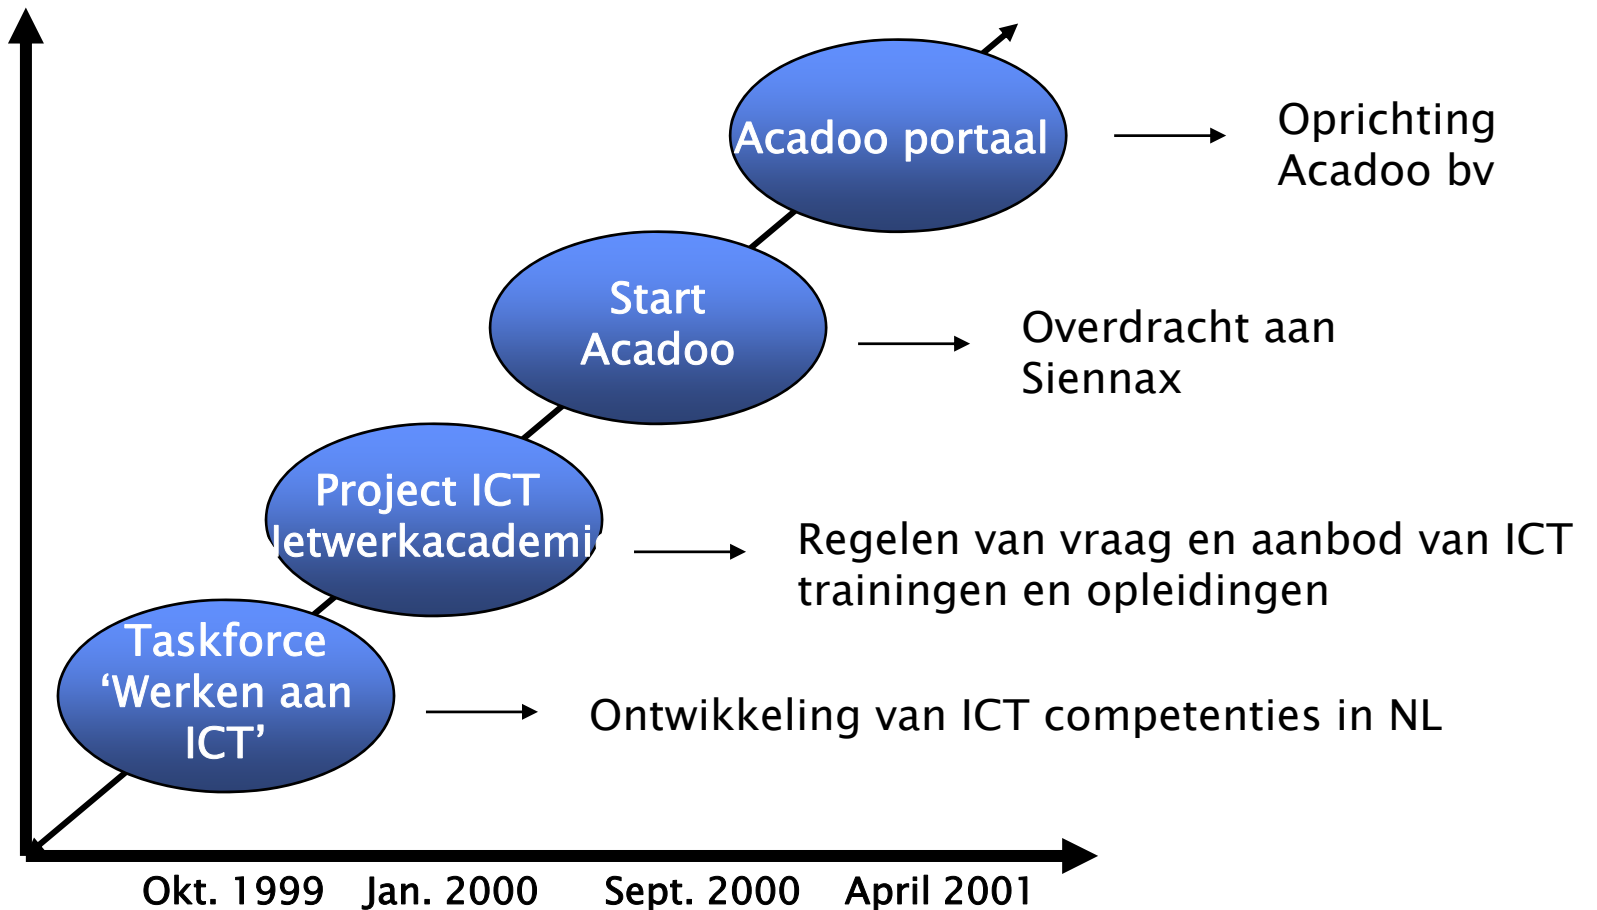 Acadoo portaal
Oprichting
Acadoo bv
Start
Acadoo
Overdracht aan
Siennax
Project ICT
Netwerkacademie
Regelen van vraag en aanbod van ICT
trainingen en opleidingen
Taskforce
‘Werken aan
ICT’
Ontwikkeling van ICT competenties in NL
Okt. 1999 Jan. 2000 Sept. 2000 April 2001